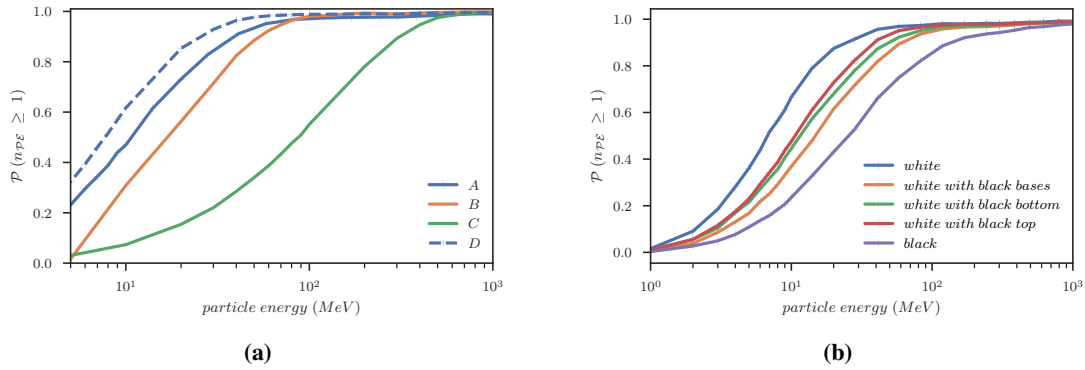 1.0
0.8
0.6
0.4
0.2
0.0
𝒫 (n_𝒫ℰ ≥ 1)
10¹
10²
10³
particle energy (MeV)
A
B
C
D
(a)
1.0
0.8
0.6
0.4
0.2
0.0
𝒫 (n_𝒫ℰ ≥ 1)
10⁰
10¹
10²
10³
particle energy (MeV)
white
white with black bases
white with black bottom
white with black top
black
(b)